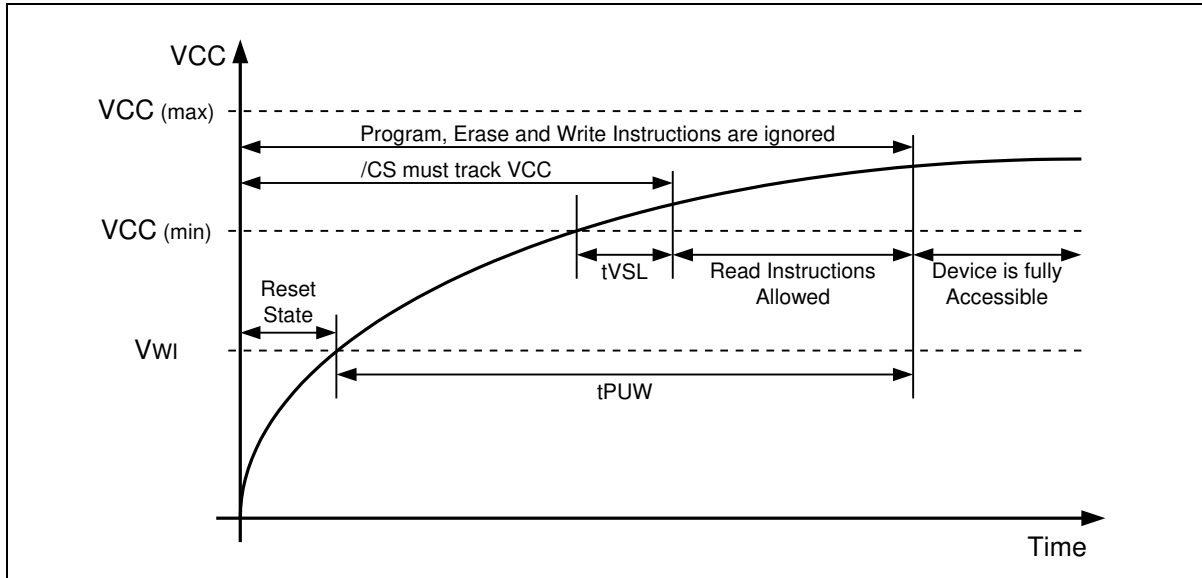 VCC
VCC (max)
Program, Erase and Write Instructions are ignored
/CS must track VCC
VCC (min)
tVSL
Read Instructions
Allowed
Device is fully
Accessible
Reset
State
VWI
tPUW
Time